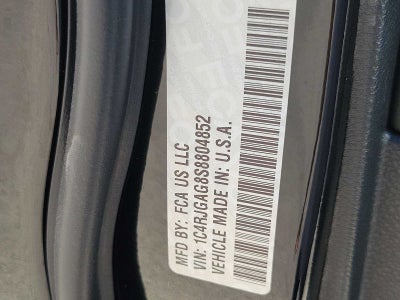 MFD BY: FCA US LLC
VIN: 1C4RJGAG8S8804852
VEHICLE MADE IN: U.S.A.